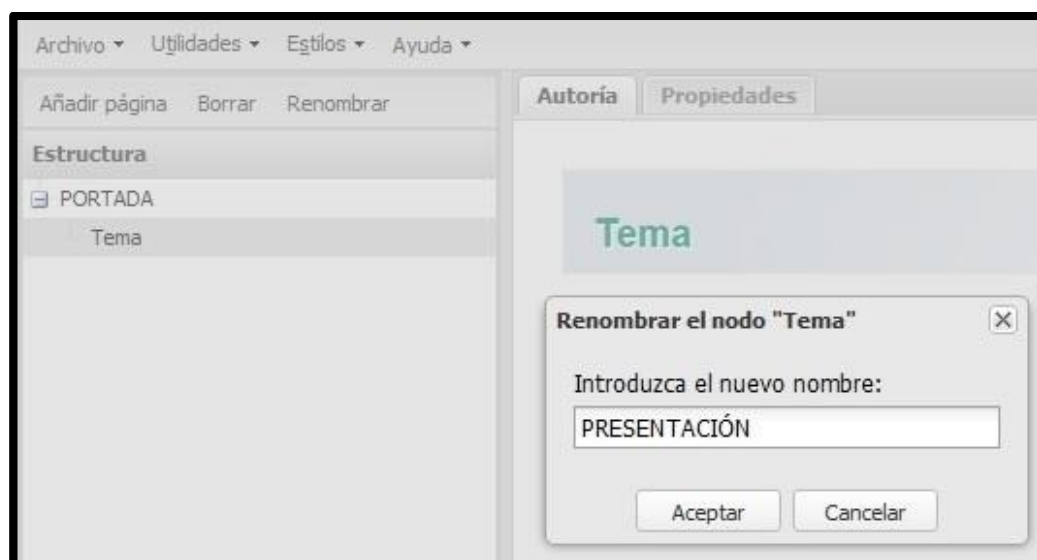 Archivo Utilidades Estilos Ayuda
Añadir página Borrar Renombrar
Estructura
PORTADA
Tema
Autoría Propiedades
Tema
Renombrar el nodo "Tema"
Introduzca el nuevo nombre:
PRESENTACIÓN
Aceptar Cancelar